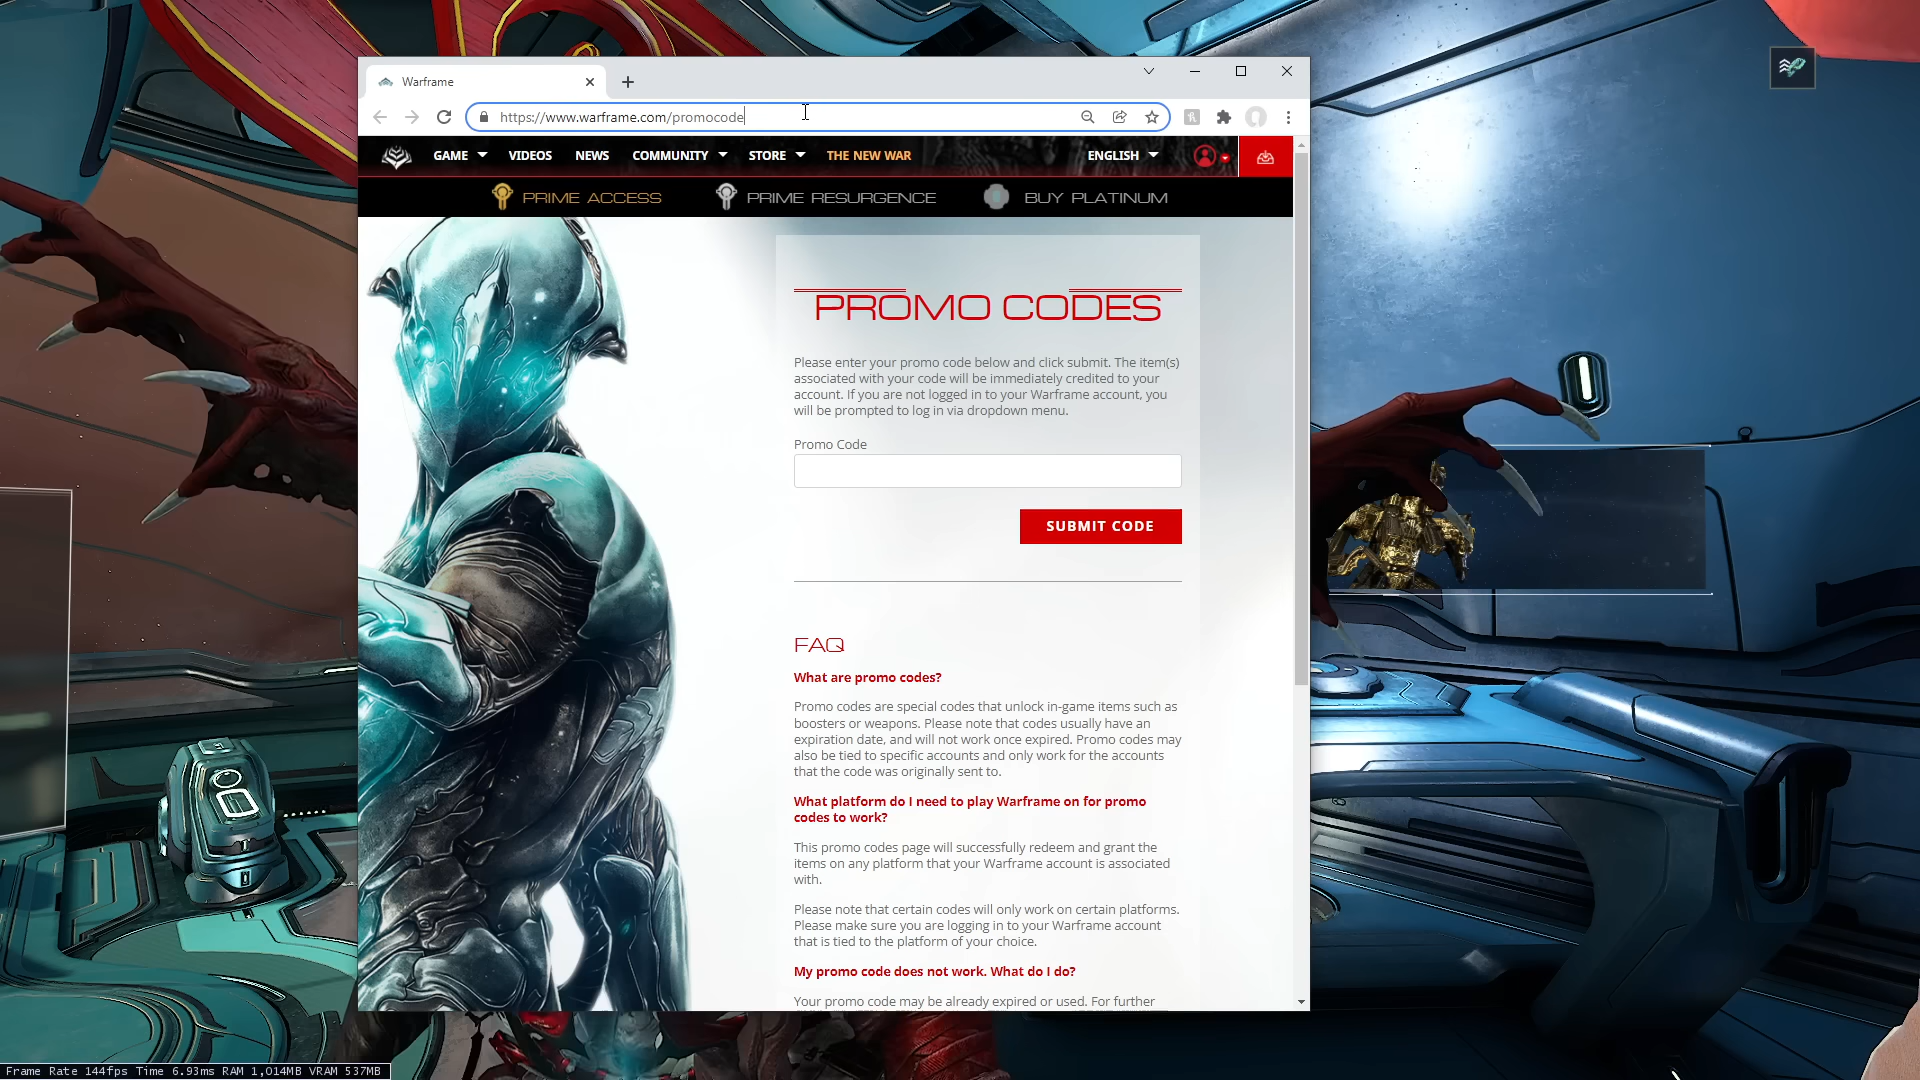 Warframe
https://www.warframe.com/promocode
GAME VIDEOS NEWS COMMUNITY STORE THE NEW WAR ENGLISH
PRIME ACCESS PRIME RESURGENCE BUY PLATINUM
PROMO CODES
Please enter your promo code below and click submit. The item(s)
associated with your code will be immediately credited to your
account. If you are not logged in to your Warframe account, you
will be prompted to log in via dropdown menu.
Promo Code
SUBMIT CODE
FAQ
What are promo codes?
Promo codes are special codes that unlock in-game items such as
boosters or weapons. Please note that codes usually have an
expiration date, and will not work once expired. Promo codes may
also be tied to specific accounts and only work for the accounts
that the code was originally sent to.
What platform do I need to play Warframe on for promo
codes to work?
This promo codes page will successfully redeem and grant the
items on any platform that your Warframe account is associated
with.
Please note that certain codes will only work on certain platforms.
Please make sure you are logging in to your Warframe account
that is tied to the platform of your choice.
My promo code does not work. What do I do?
Your promo code may be already expired or used. For further
Frame Rate 144fps Time 6.93ms RAM 1,014MB VRAM 537MB